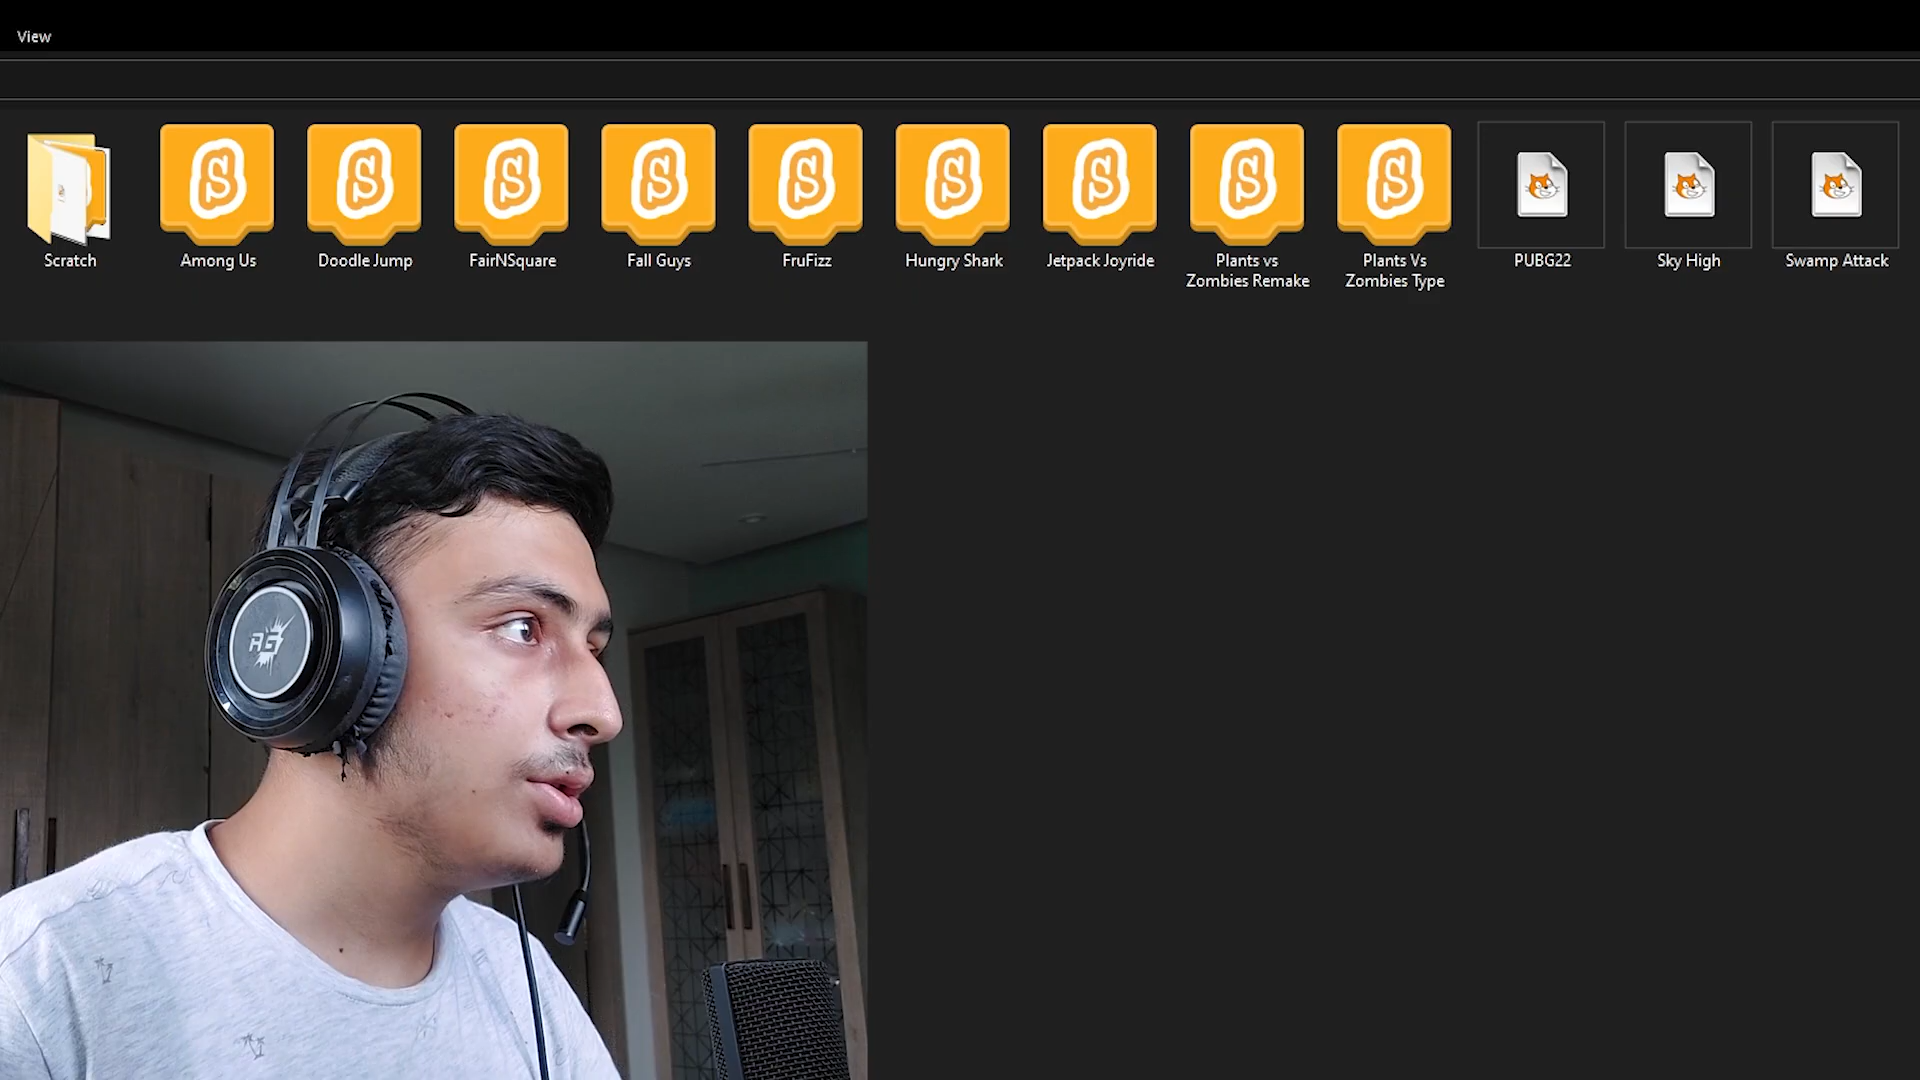 View
Scratch
Among Us
Doodle Jump
FairNSquare
Fall Guys
FruFizz
Hungry Shark
Jetpack Joyride
Plants vs
Zombies Remake
Plants Vs
Zombies Type
PUBG22
Sky High
Swamp Attack
RG